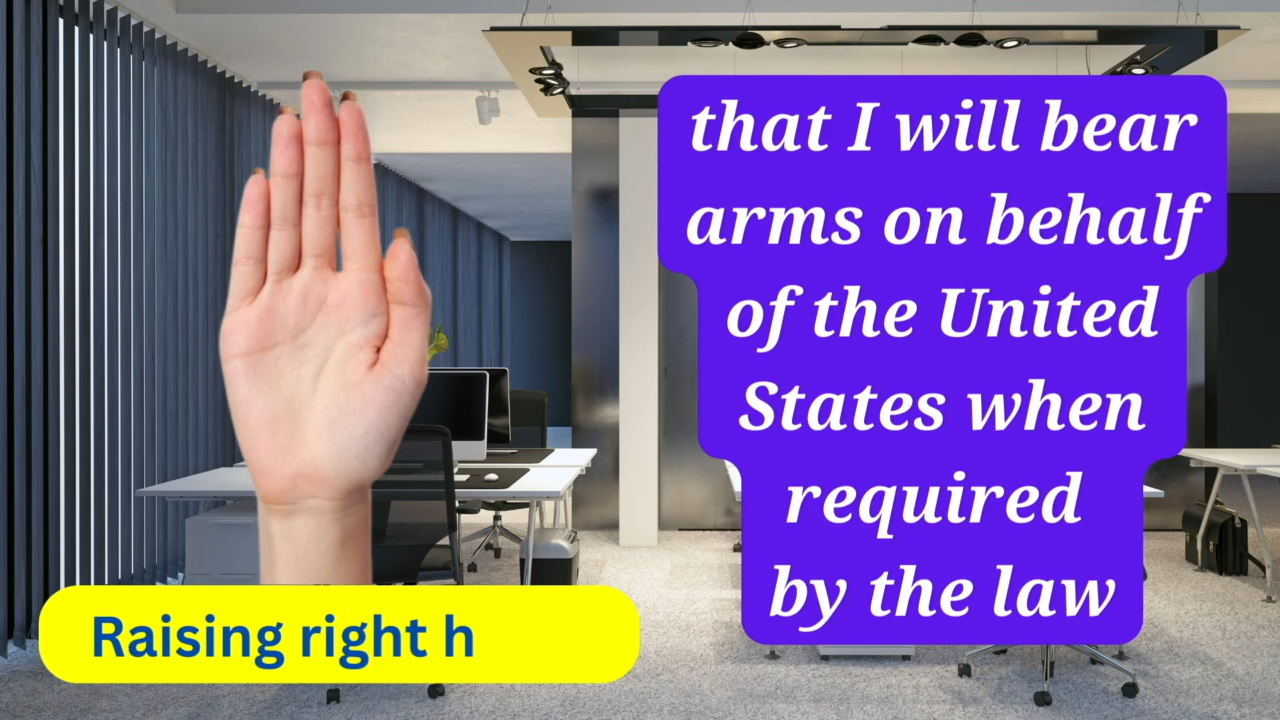 that I will bear
arms on behalf
of the United
States when
required
by the law
Raising right h